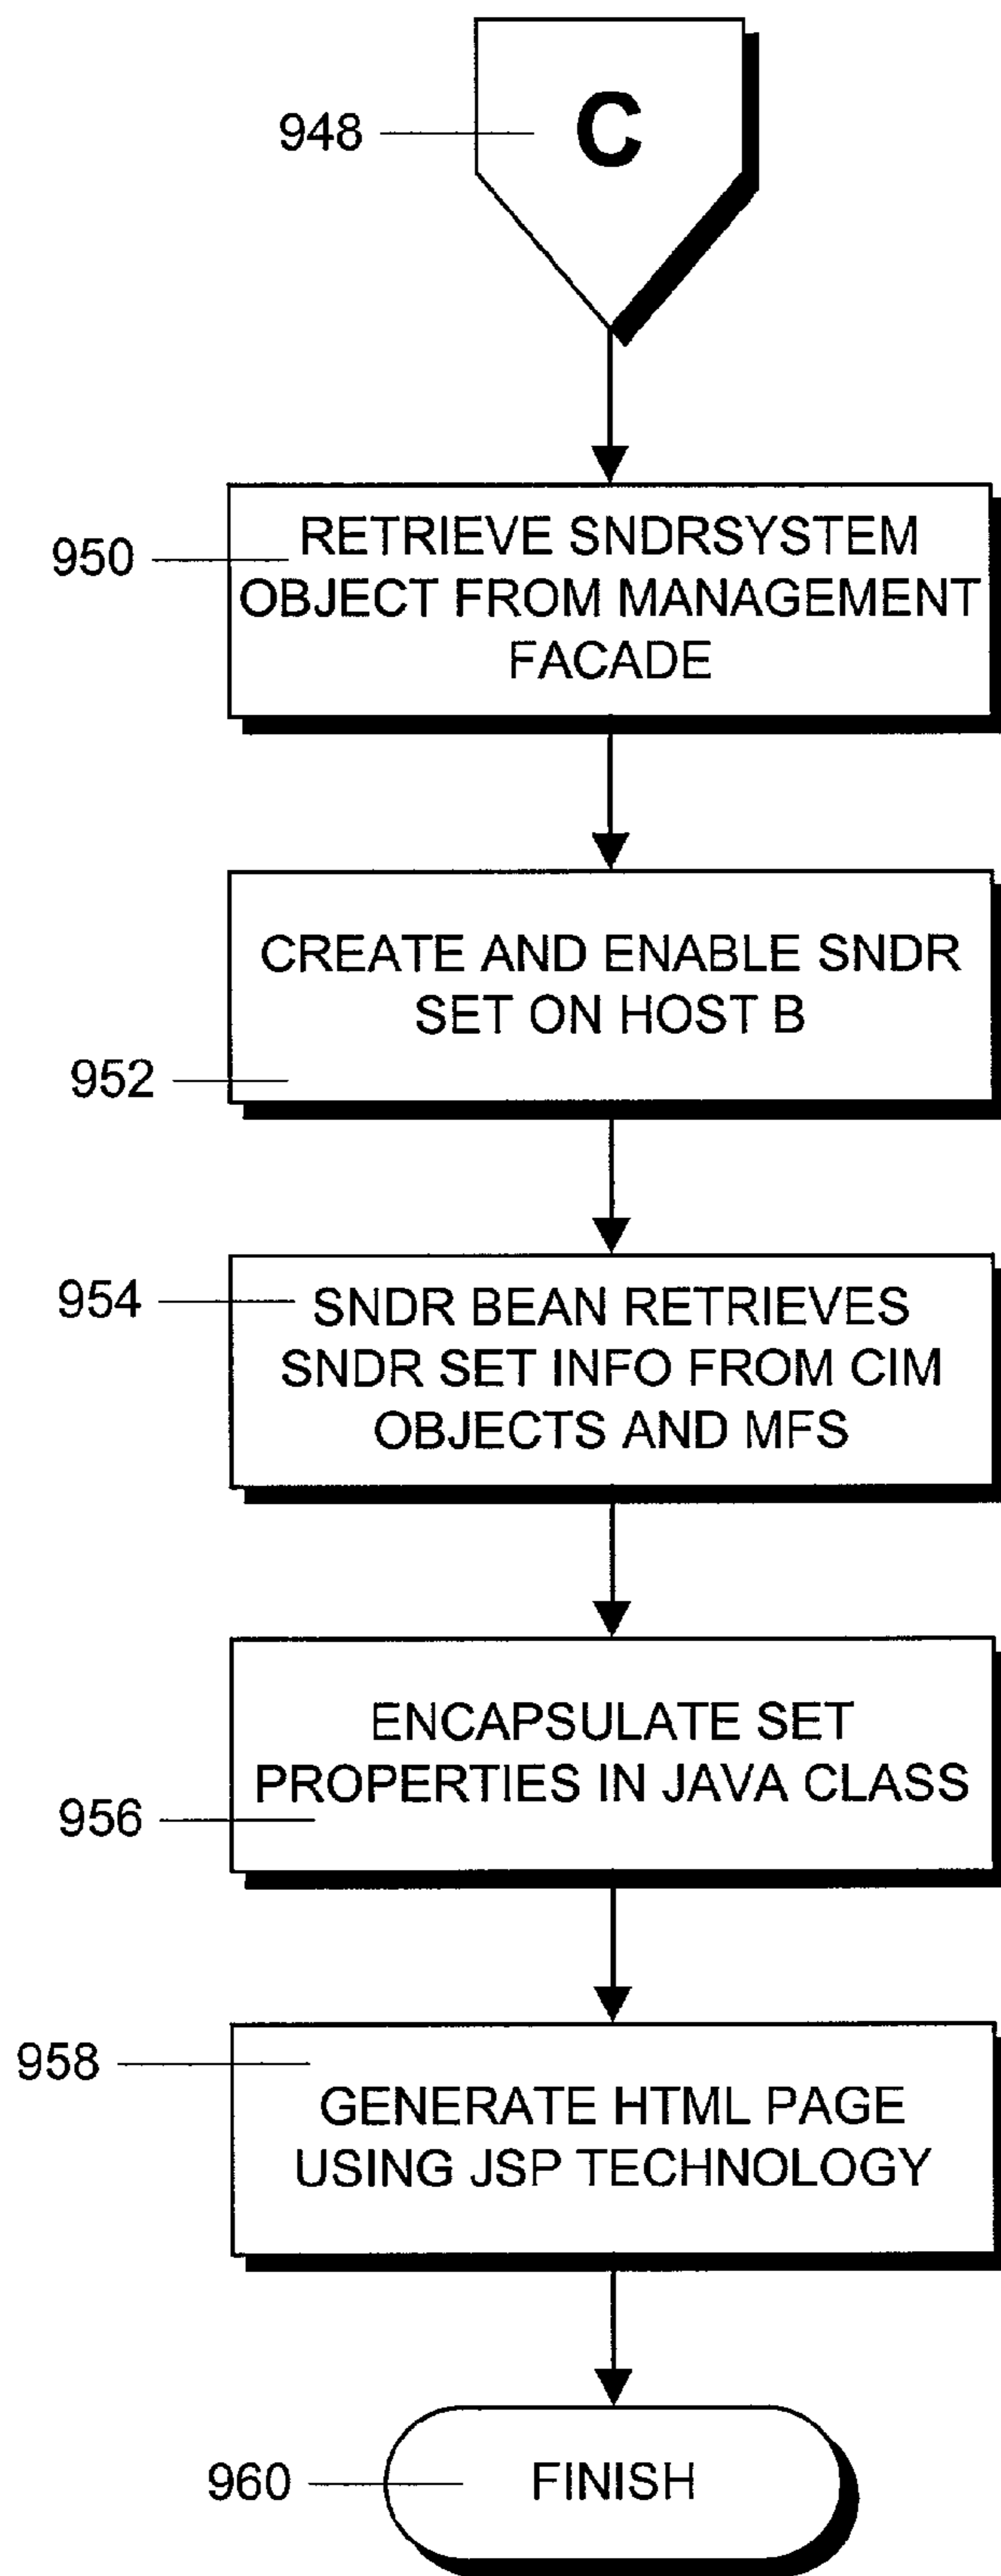 948
C
950
RETRIEVE SNDRSYSTEM
OBJECT FROM MANAGEMENT
FACADE
CREATE AND ENABLE SNDR
SET ON HOST B
952
954
SNDR BEAN RETRIEVES
SNDR SET INFO FROM CIM
OBJECTS AND MFS
ENCAPSULATE SET
PROPERTIES IN JAVA CLASS
956
958
GENERATE HTML PAGE
USING JSP TECHNOLOGY
960
FINISH